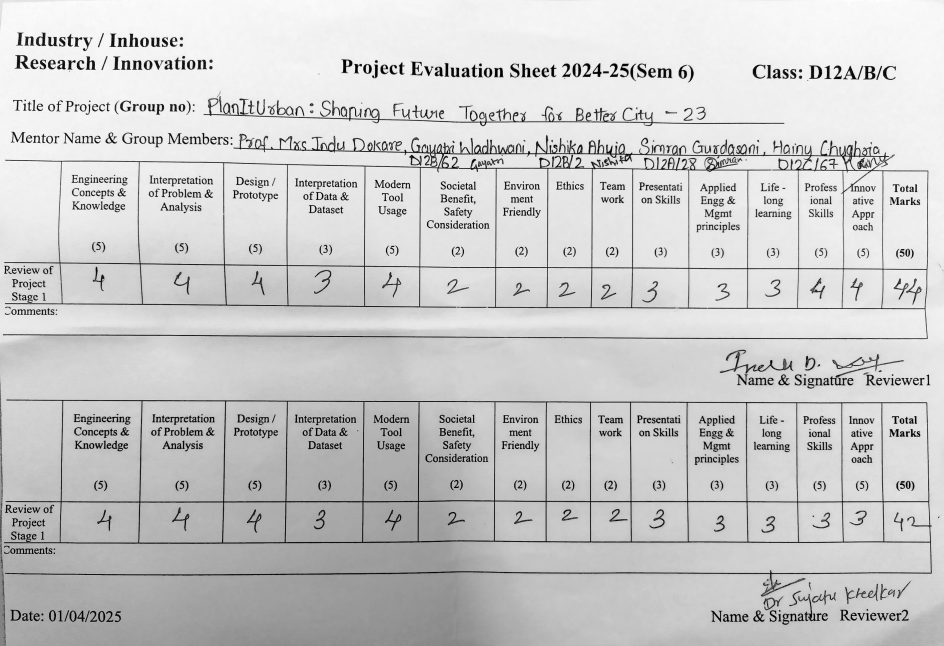 Industry / Inhouse:
Research / Innovation:
Project Evaluation Sheet 2024-25(Sem 6) Class: D12A/B/C
Title of Project (Group no): PlanItUrban : Shaping Future Together for Better City - 23
Mentor Name & Group Members: Prof. Mrs Indu Dokare, Gayatri Wadhwani, Nishika Ahuja, Simran Gurdasani, Hainy Chughria,
D12B/62 Gayatri D12B/2 Nishita D12A/28 Simran D12C/67
Engineering Concepts & Knowledge (5) Interpretation of Problem & Analysis (5) Design / Prototype (5) Interpretation of Data & Dataset (3) Modern Tool Usage (5) Societal Benefit, Safety Consideration (2) Environ ment Friendly (2) Ethics (2) Team work (2) Presentati on Skills (3) Applied Engg & Mgmt principles (3) Life - long learning (3) Profess ional Skills (5) Innov ative Appr oach (5) Total Marks (50)
Review of Project Stage 1 4 4 4 3 4 2 2 2 2 3 3 3 4 4 44
Comments:
Name & Signature Reviewer1
Engineering Concepts & Knowledge (5) Interpretation of Problem & Analysis (5) Design / Prototype (5) Interpretation of Data & Dataset (3) Modern Tool Usage (5) Societal Benefit, Safety Consideration (2) Environ ment Friendly (2) Ethics (2) Team work (2) Presentati on Skills (3) Applied Engg & Mgmt principles (3) Life - long learning (3) Profess ional Skills (5) Innov ative Appr oach (5) Total Marks (50)
Review of Project Stage 1 4 4 4 3 4 2 2 2 2 3 3 3 3 3 42
Comments:
Dr Sujata Khedkar
Date: 01/04/2025 Name & Signature Reviewer2